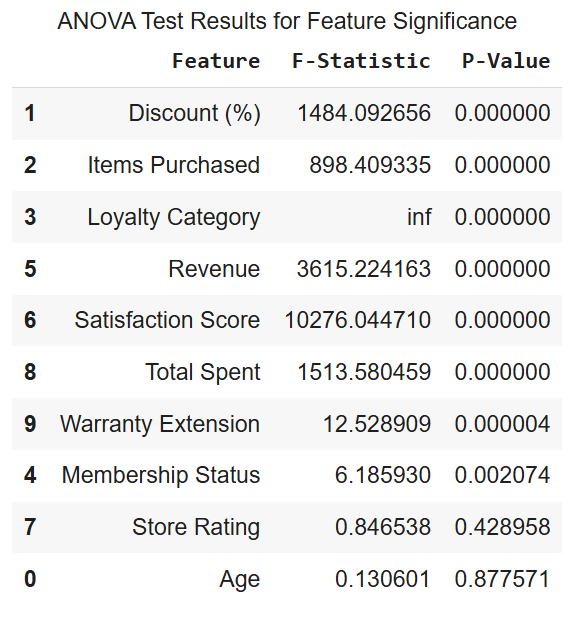 ANOVA Test Results for Feature Significance
Feature F-Statistic P-Value
1 Discount (%) 1484.092656 0.000000
2 Items Purchased 898.409335 0.000000
3 Loyalty Category inf 0.000000
5 Revenue 3615.224163 0.000000
6 Satisfaction Score 10276.044710 0.000000
8 Total Spent 1513.580459 0.000000
9 Warranty Extension 12.528909 0.000004
4 Membership Status 6.185930 0.002074
7 Store Rating 0.846538 0.428958
0 Age 0.130601 0.877571